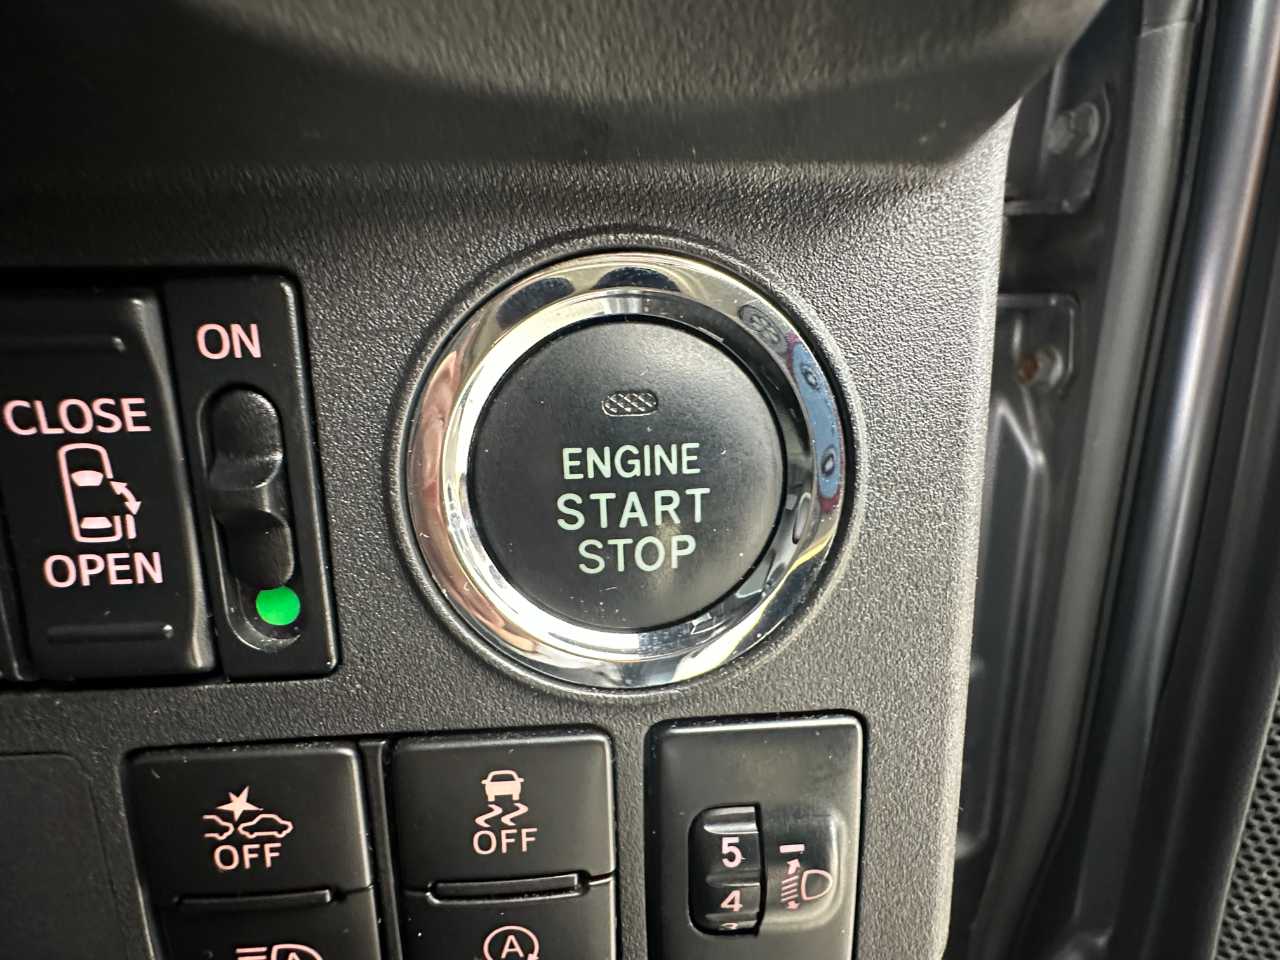 ON
CLOSE
OPEN
ENGINE
START
STOP
OFF
OFF
5
4
A
A